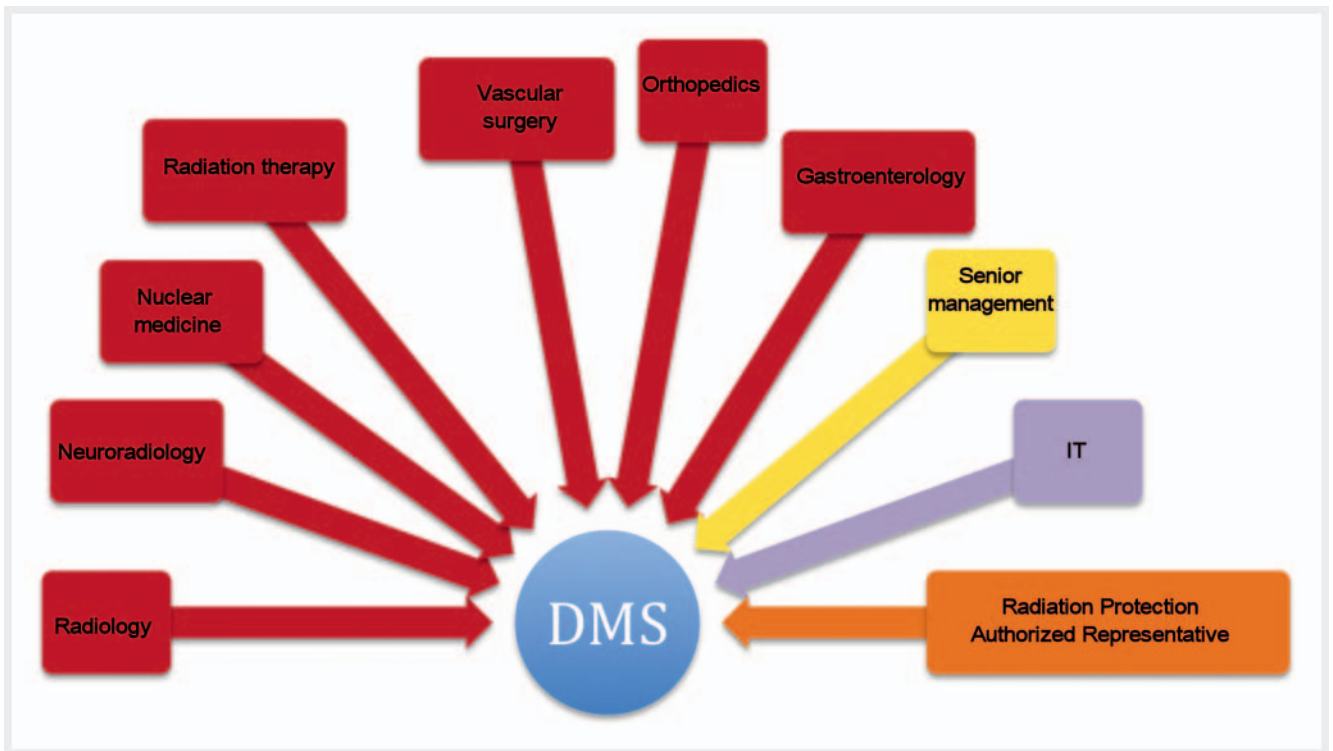 Orthopedics
Vascular
surgery
Radiation therapy
Gastroenterology
Nuclear
medicine
Senior
management
Neuroradiology
IT
Radiology
DMS
Radiation Protection
Authorized Representative